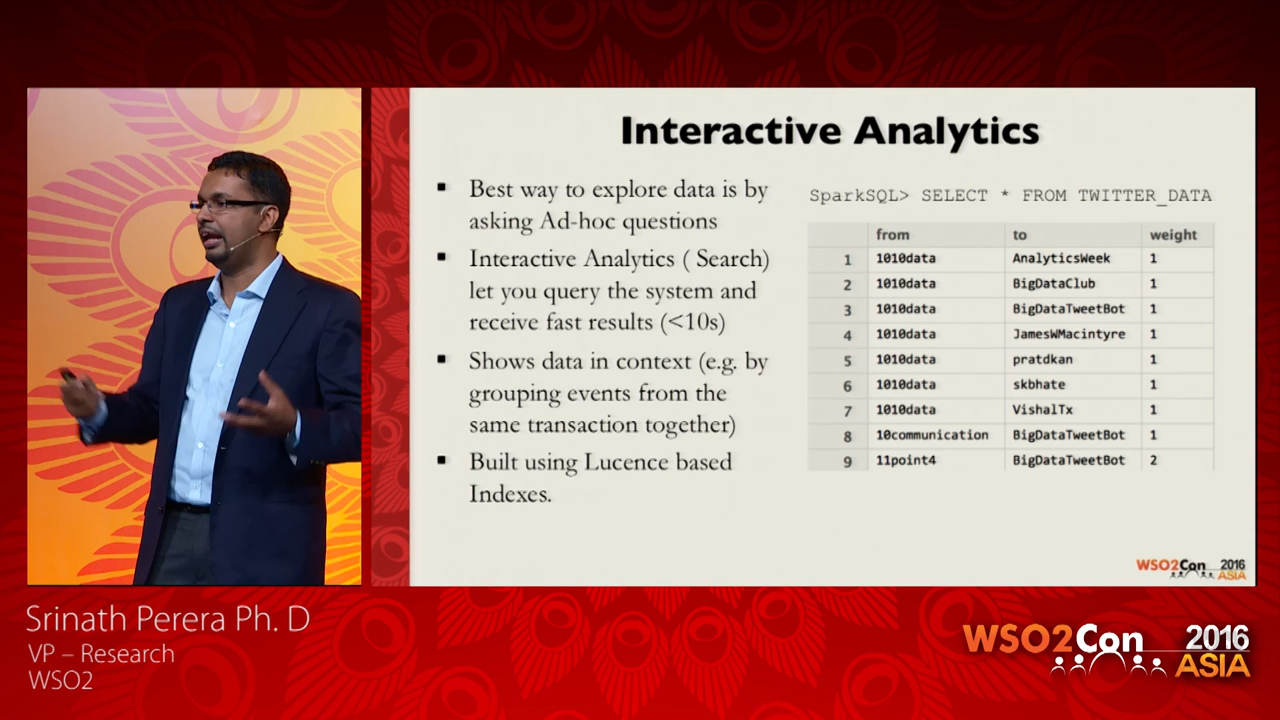 Interactive Analytics
▪ Best way to explore data is by
asking Ad-hoc questions
▪ Interactive Analytics ( Search)
let you query the system and
receive fast results (<10s)
▪ Shows data in context (e.g. by
grouping events from the
same transaction together)
▪ Built using Lucence based
Indexes.
SparkSQL> SELECT * FROM TWITTER_DATA
from to weight
1 1010data AnalyticsWeek 1
2 1010data BigDataClub 1
3 1010data BigDataTweetBot 1
4 1010data JamesWMacintyre 1
5 1010data pratdkan 1
6 1010data skbhate 1
7 1010data VishalTx 1
8 10communication BigDataTweetBot 1
9 11point4 BigDataTweetBot 2
WSO2Con 2016
ASIA
Srinath Perera Ph. D
VP – Research
WSO2
WSO2Con 2016
ASIA